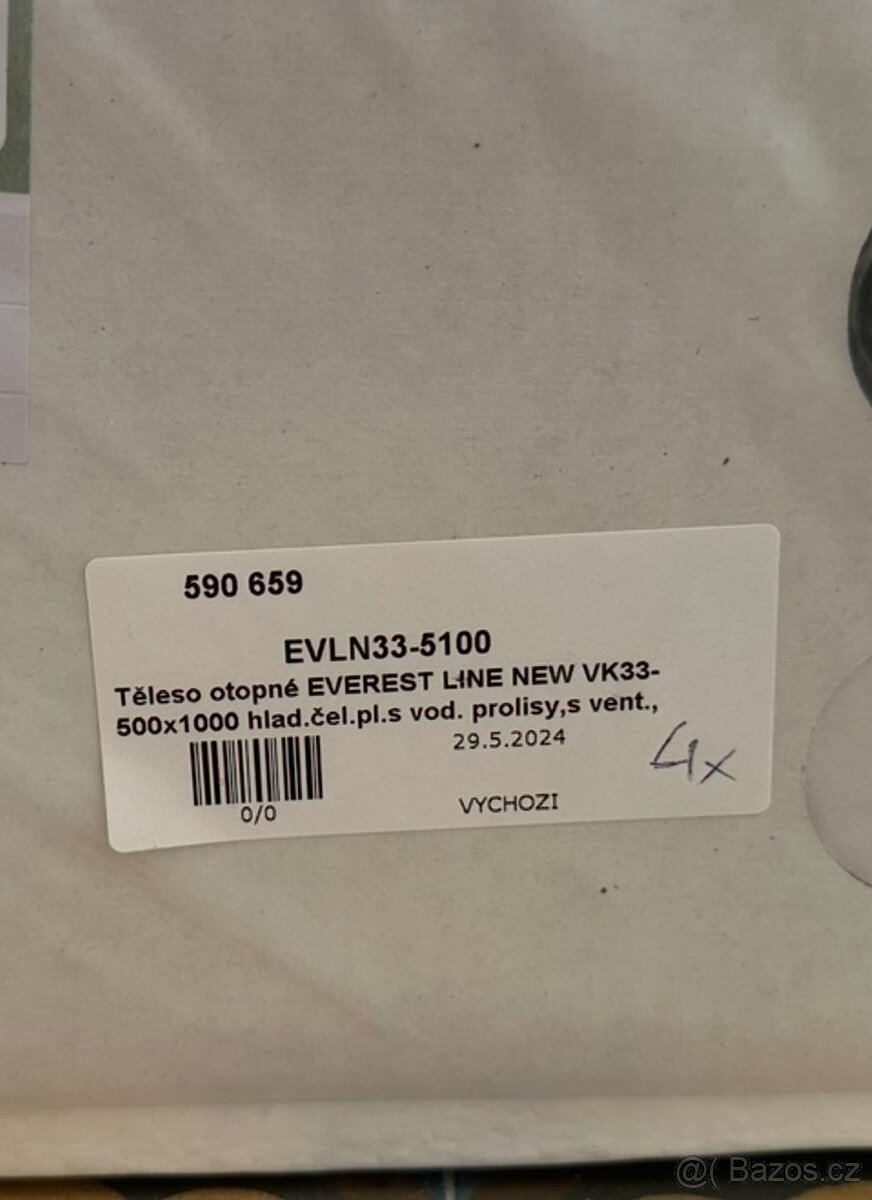 590 659
EVLN33-5100
Těleso otopné EVEREST LINE NEW VK33-
500x1000 hlad.čel.pl.s vod. prolisy,s vent.,
29.5.2024
4x
0/0
VYCHOZI
@( Bazos.cz